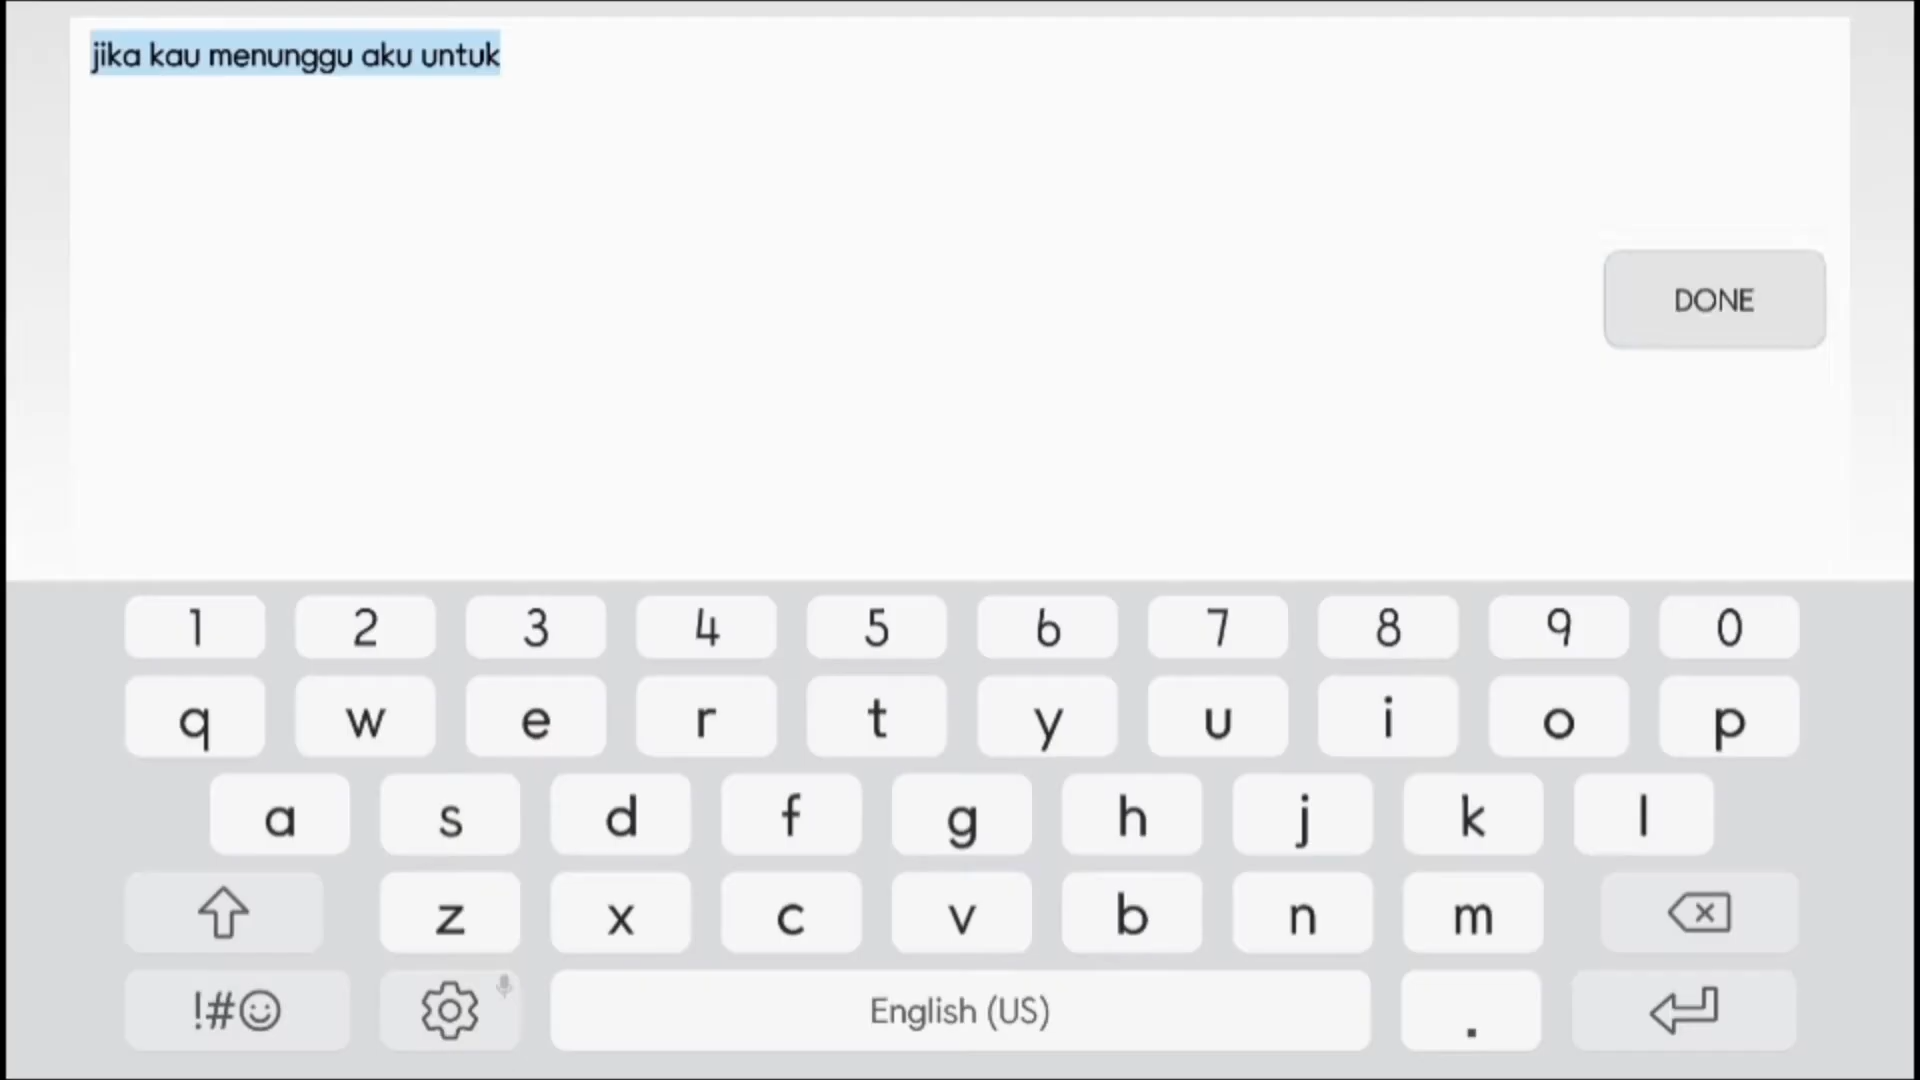 jika kau menunggu aku untuk
DONE
1 2 3 4 5 6 7 8 9 0
q w e r t y u i o p
a s d f g h j k l
z x c v b n m
!#☺ English (US) .